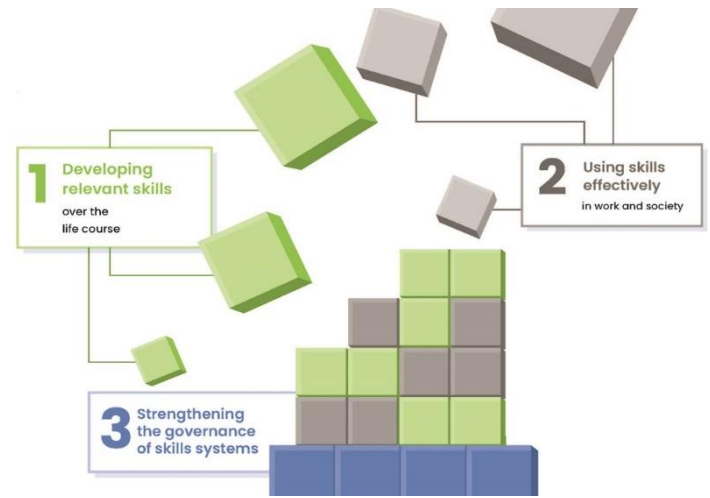 1
Developing
relevant skills
over the
life course
2
Using skills
effectively
in work and society
3
Strengthening
the governance
of skills systems